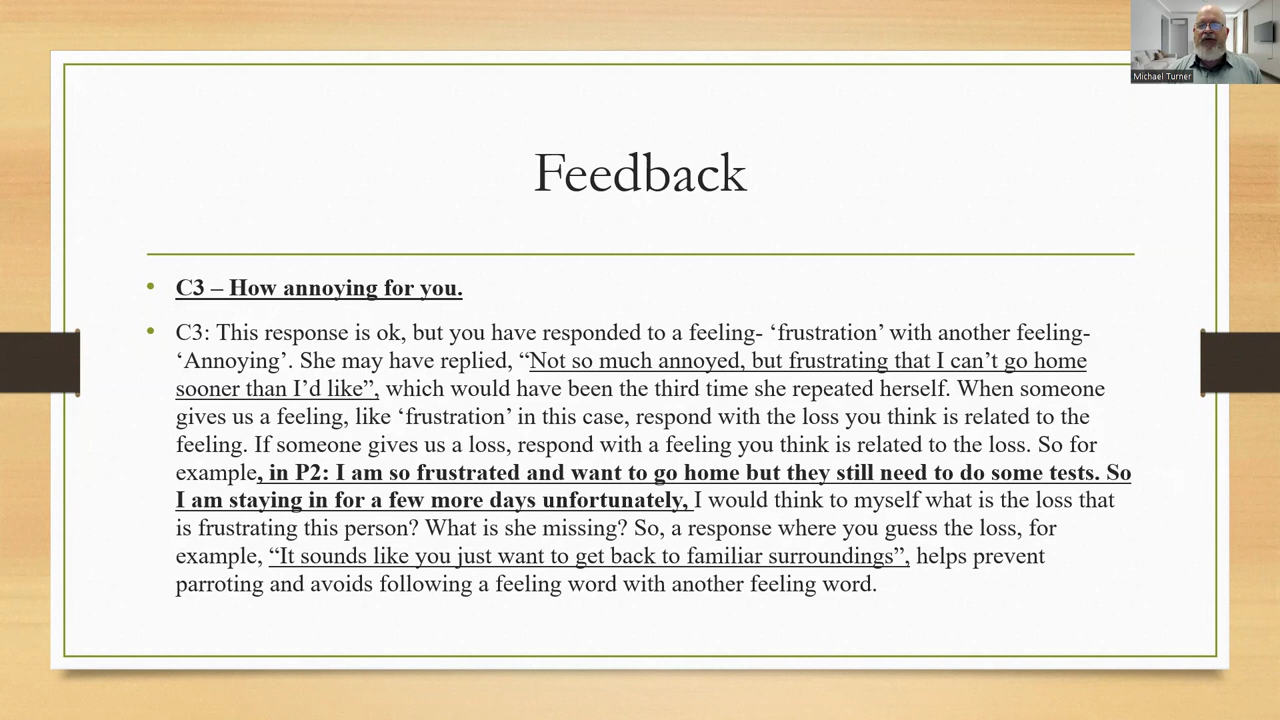 Michael Turner
Feedback
• C3 – How annoying for you.
• C3: This response is ok, but you have responded to a feeling- ‘frustration’ with another feeling-
‘Annoying’. She may have replied, “Not so much annoyed, but frustrating that I can’t go home
sooner than I’d like”, which would have been the third time she repeated herself. When someone
gives us a feeling, like ‘frustration’ in this case, respond with the loss you think is related to the
feeling. If someone gives us a loss, respond with a feeling you think is related to the loss. So for
example, in P2: I am so frustrated and want to go home but they still need to do some tests. So
I am staying in for a few more days unfortunately, I would think to myself what is the loss that
is frustrating this person? What is she missing? So, a response where you guess the loss, for
example, “It sounds like you just want to get back to familiar surroundings”, helps prevent
parroting and avoids following a feeling word with another feeling word.